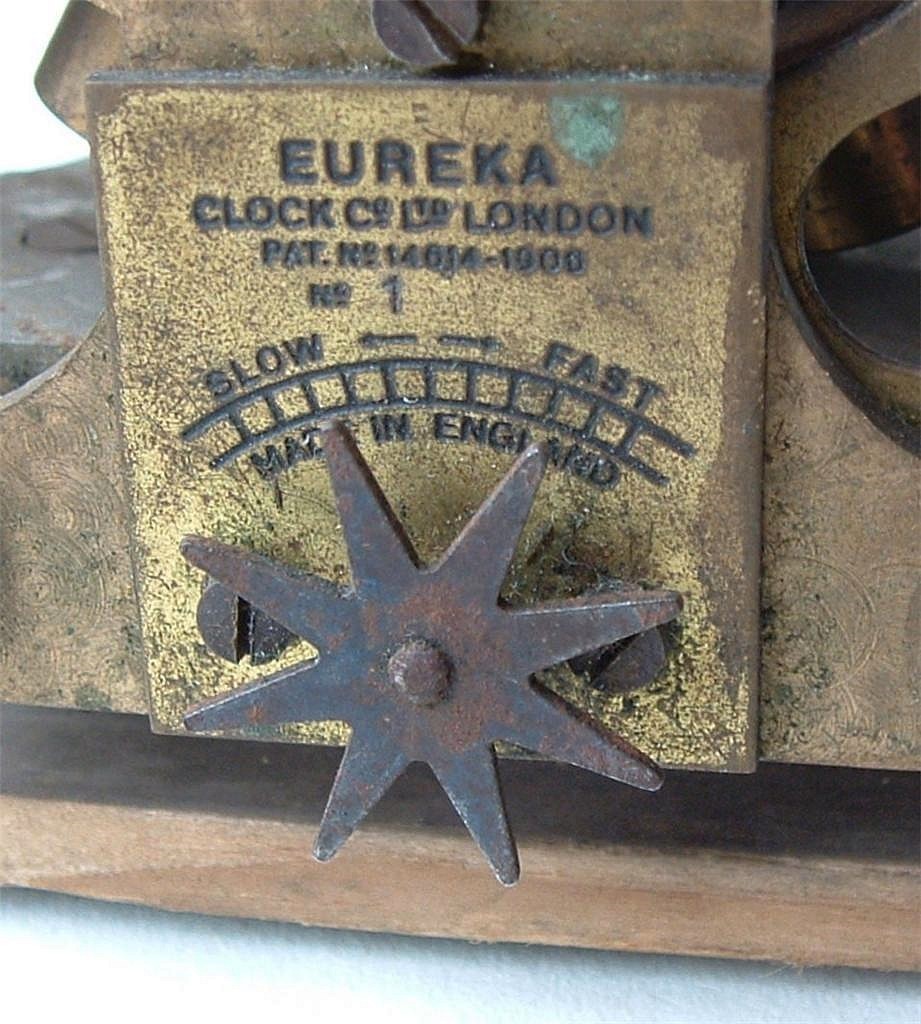 EUREKA
CLOCK Cº LTD LONDON
PAT. Nº 14614-1906
Nº 1
SLOW ← → FAST
MADE IN ENGLAND